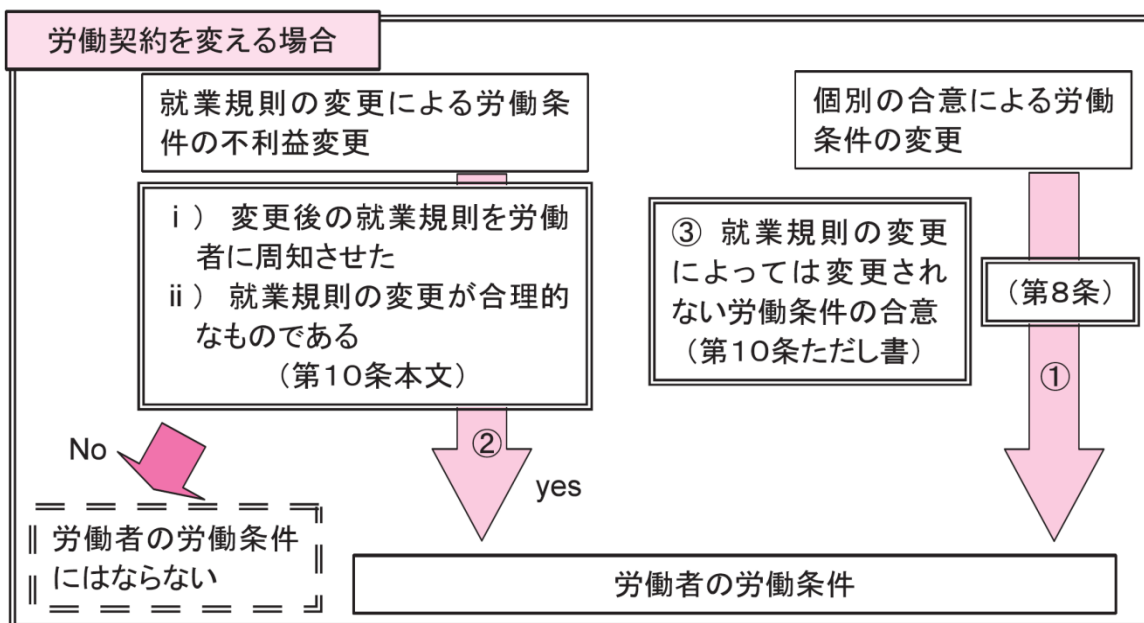 労働契約を変える場合
就業規則の変更による労働条
件の不利益変更
ⅰ) 変更後の就業規則を労働
者に周知させた
ⅱ) 就業規則の変更が合理的
なものである
(第10条本文)
No
②
yes
労働者の労働条件
にはならない
個別の合意による労働
条件の変更
③ 就業規則の変更
によっては変更され
ない労働条件の合意
(第10条ただし書)
(第8条)
①
労働者の労働条件